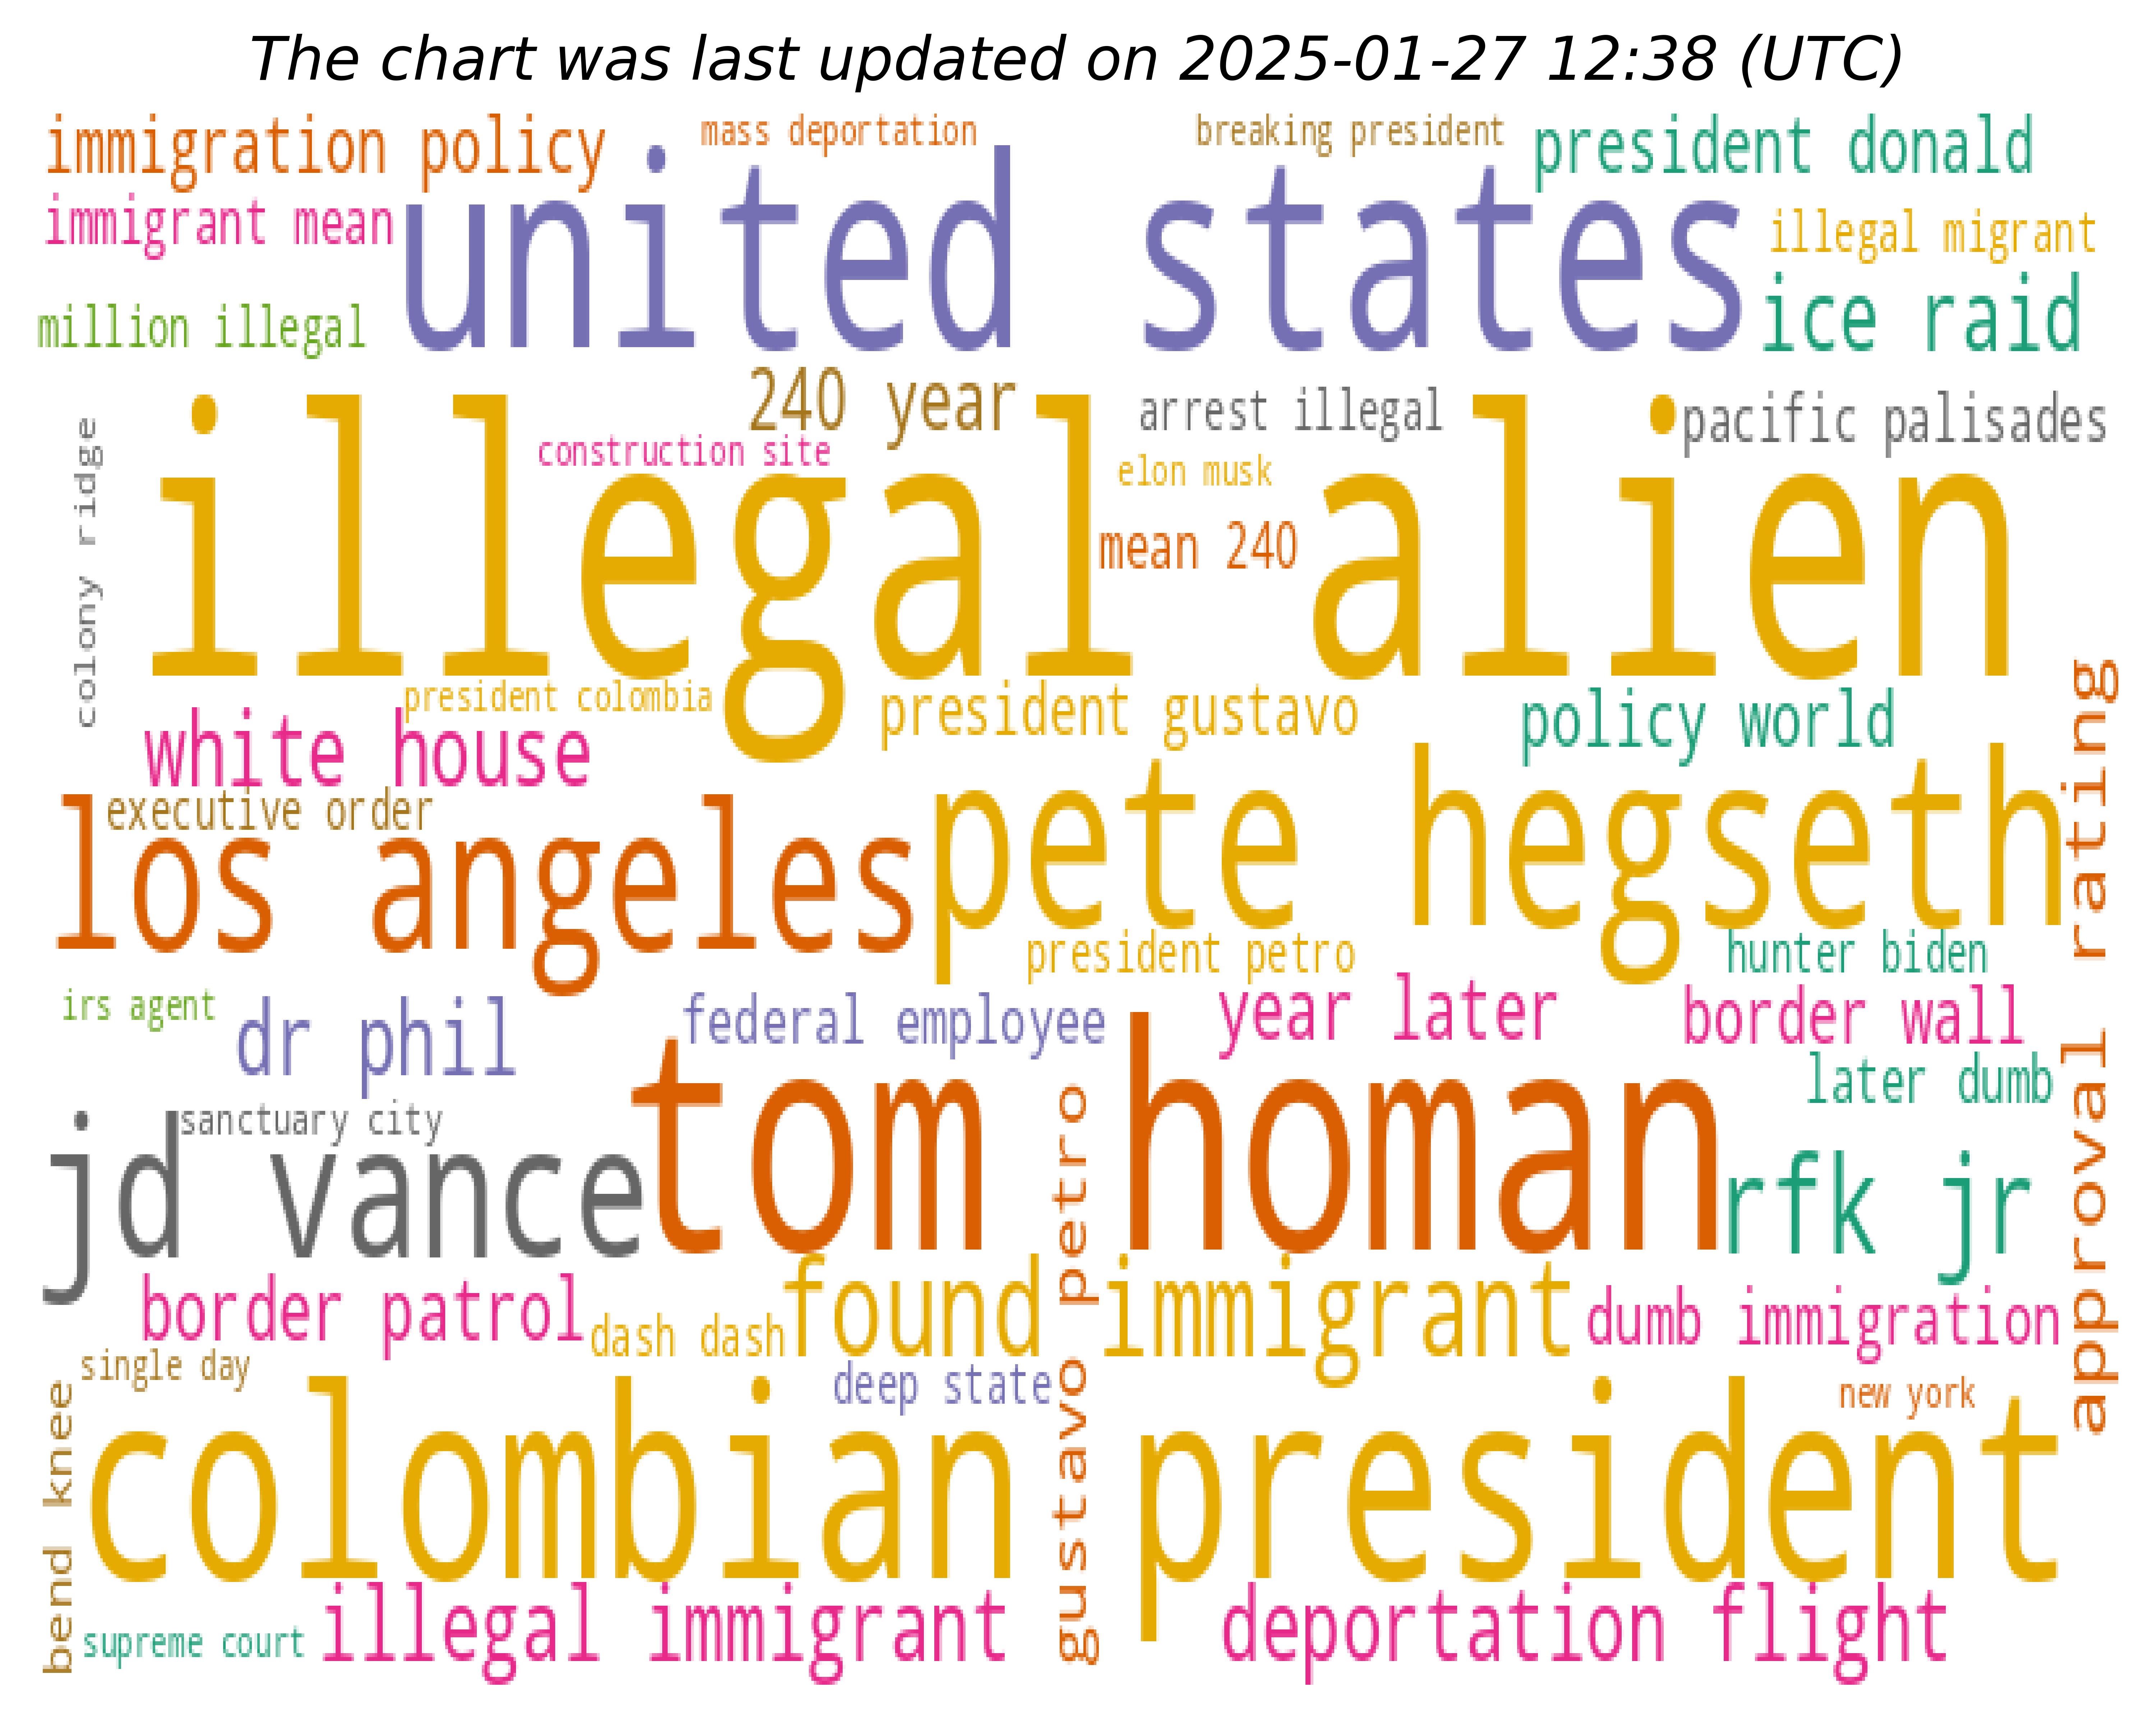 The chart was last updated on 2025-01-27 12:38 (UTC)
immigration policy
mass deportation
breaking president
president donald
immigrant mean
united states
illegal migrant
million illegal
ice raid
240 year
arrest illegal
pacific palisades
construction site
elon musk
colony ridge
illegal alien
mean 240
president colombia
president gustavo
policy world
white house
executive order
los angeles
pete hegseth
approval rating
president petro
hunter biden
irs agent
dr phil
federal employee
year later
border wall
later dumb
sanctuary city
jd vance
tom homan
rfk jr
gustavo petro
border patrol
dash dash
found immigrant
dumb immigration
single day
deep state
new york
bend knee
colombian president
supreme court
illegal immigrant
deportation flight